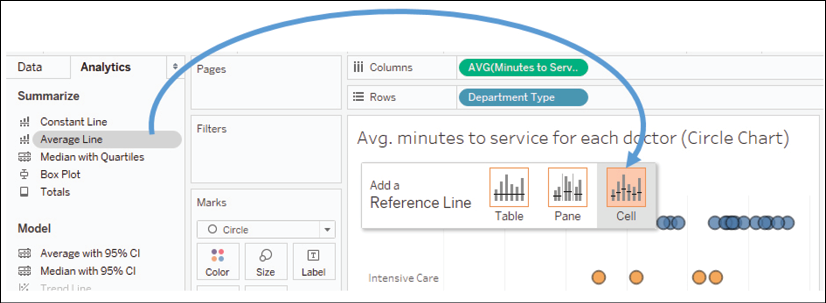 Data
Analytics
Pages
Columns
AVG(Minutes to Serv..
Rows
Department Type
Summarize
Constant Line
Average Line
Median with Quartiles
Box Plot
Totals
Filters
Avg. minutes to service for each doctor (Circle Chart)
Add a
Reference Line
Table
Pane
Cell
Marks
Circle
Color
Size
Label
Model
Average with 95% CI
Median with 95% CI
Trend Line
Intensive Care